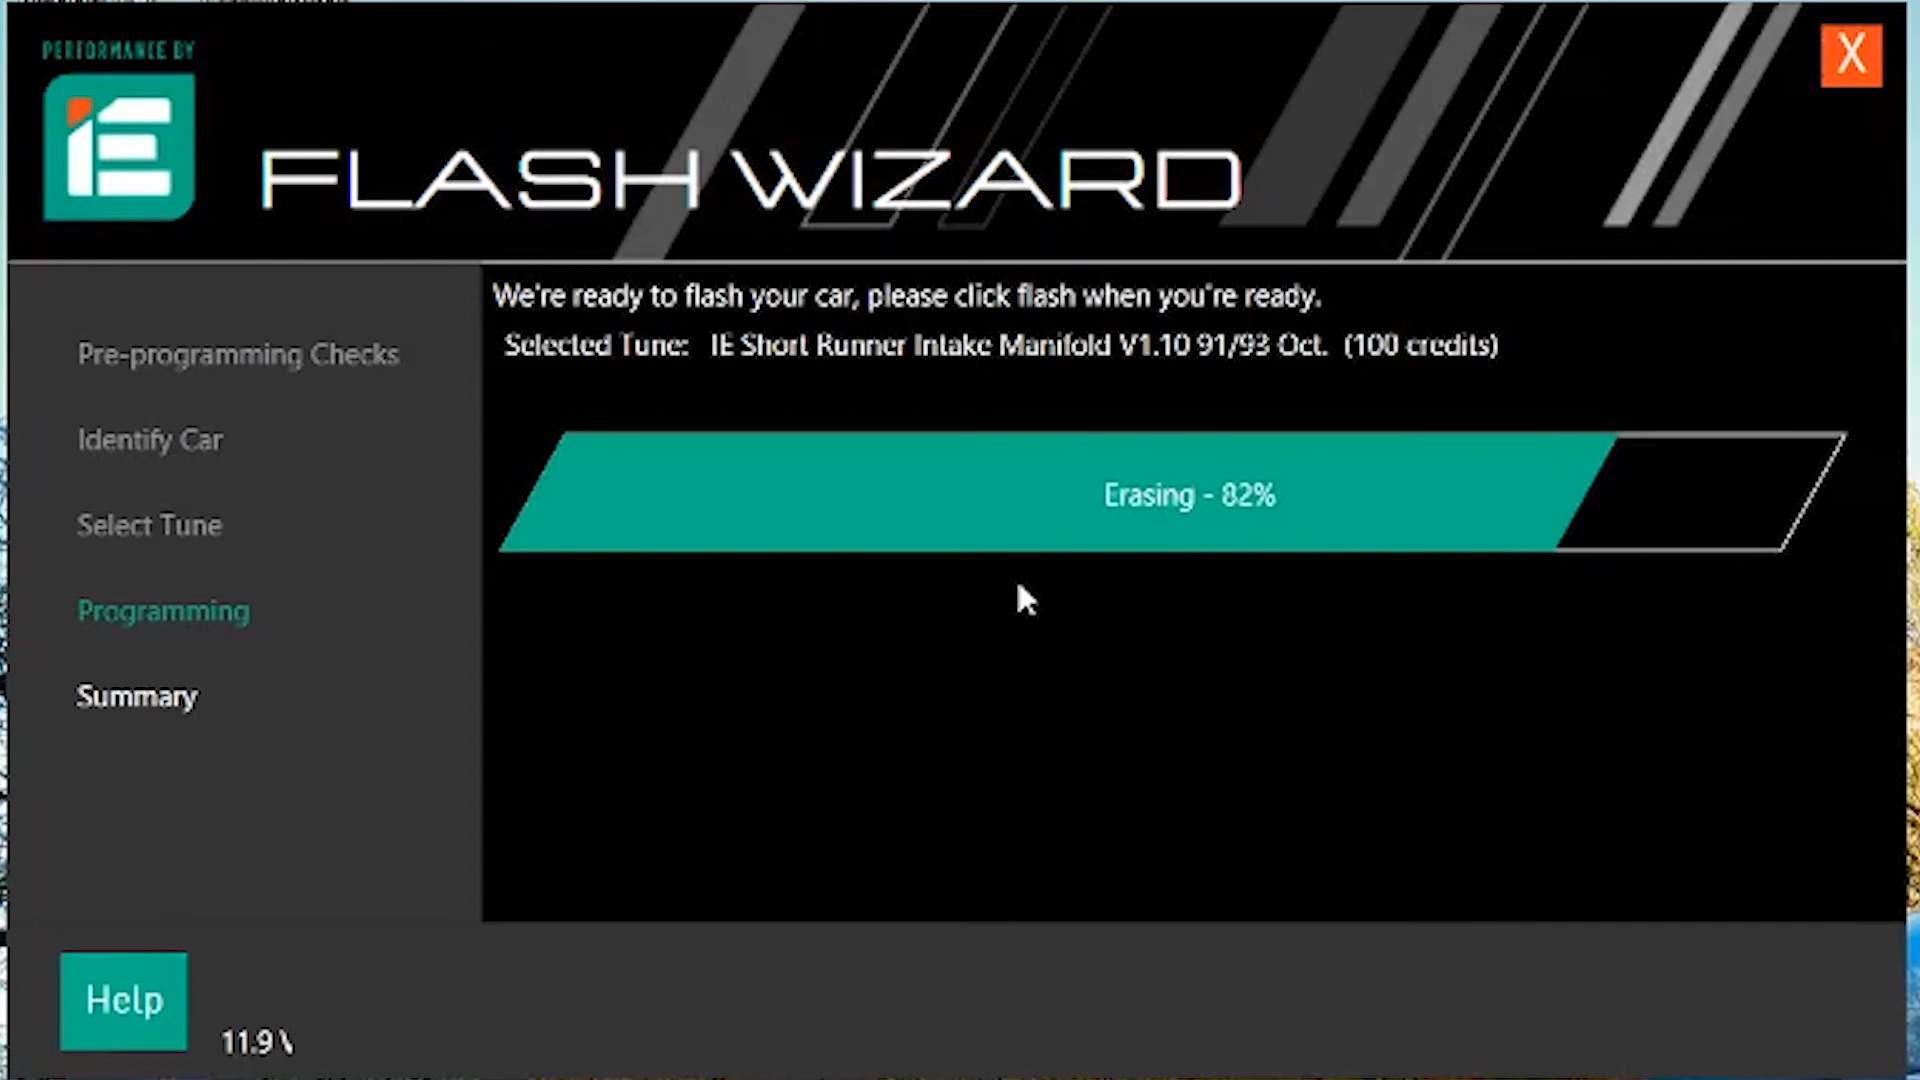 PERFORMANCE BY
iE
FLASH WIZARD
X
We're ready to flash your car, please click flash when you're ready.
Selected Tune: IE Short Runner Intake Manifold V1.10 91/93 Oct. (100 credits)
Pre-programming Checks
Identify Car
Select Tune
Programming
Summary
Erasing - 82%
Help
11.9 \